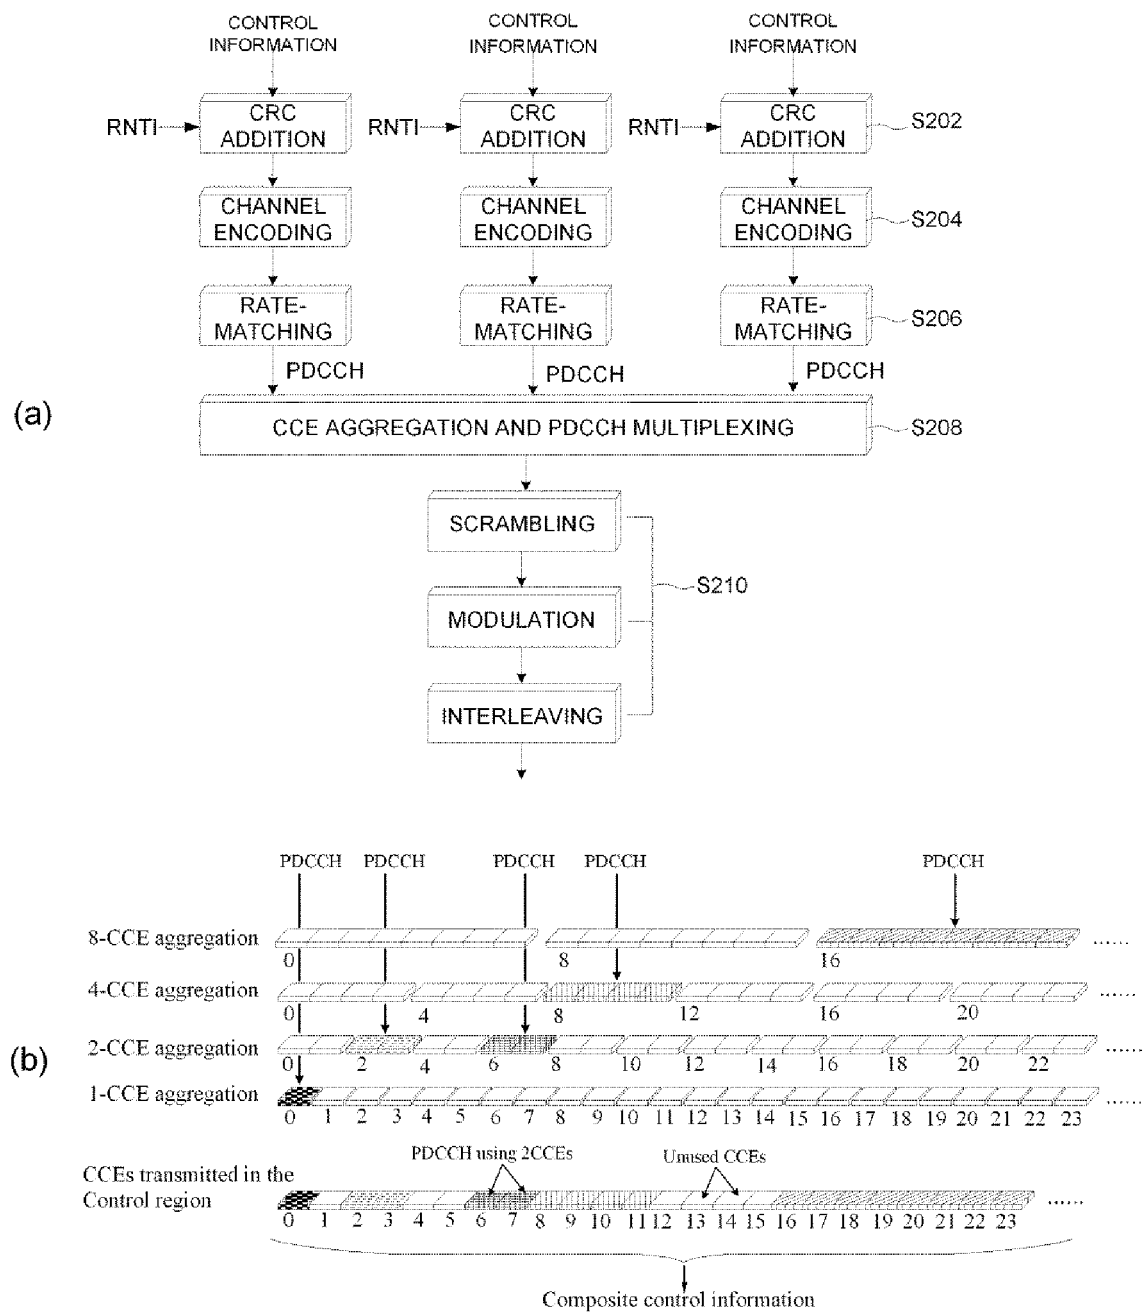 CONTROL INFORMATION
CONTROL INFORMATION
CONTROL INFORMATION
RNTI
CRC ADDITION
RNTI
CRC ADDITION
RNTI
CRC ADDITION
S202
CHANNEL ENCODING
CHANNEL ENCODING
CHANNEL ENCODING
S204
RATE-MATCHING
RATE-MATCHING
RATE-MATCHING
S206
PDCCH
PDCCH
PDCCH
(a)
CCE AGGREGATION AND PDCCH MULTIPLEXING
S208
SCRAMBLING
MODULATION
S210
INTERLEAVING
(b)
PDCCH PDCCH PDCCH PDCCH PDCCH
8-CCE aggregation ......
0 8 16
4-CCE aggregation ......
0 4 8 12 16 20
2-CCE aggregation ......
0 2 4 6 8 10 12 14 16 18 20 22
1-CCE aggregation ......
0 1 2 3 4 5 6 7 8 9 10 11 12 13 14 15 16 17 18 19 20 21 22 23
PDCCH using 2CCEs
Unused CCEs
CCEs transmitted in the
Control region ......
0 1 2 3 4 5 6 7 8 9 10 11 12 13 14 15 16 17 18 19 20 21 22 23
Composite control information